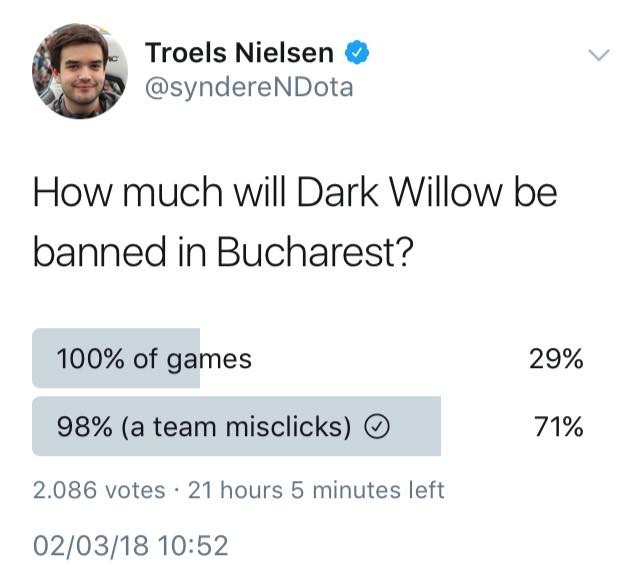 Troels Nielsen
@syndereNDota
How much will Dark Willow be
banned in Bucharest?
100% of games 29%
98% (a team misclicks) 71%
2.086 votes · 21 hours 5 minutes left
02/03/18 10:52